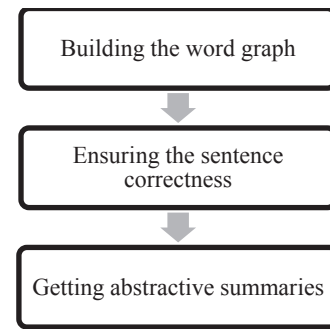 Building the word graph
Ensuring the sentence
correctness
Getting abstractive summaries